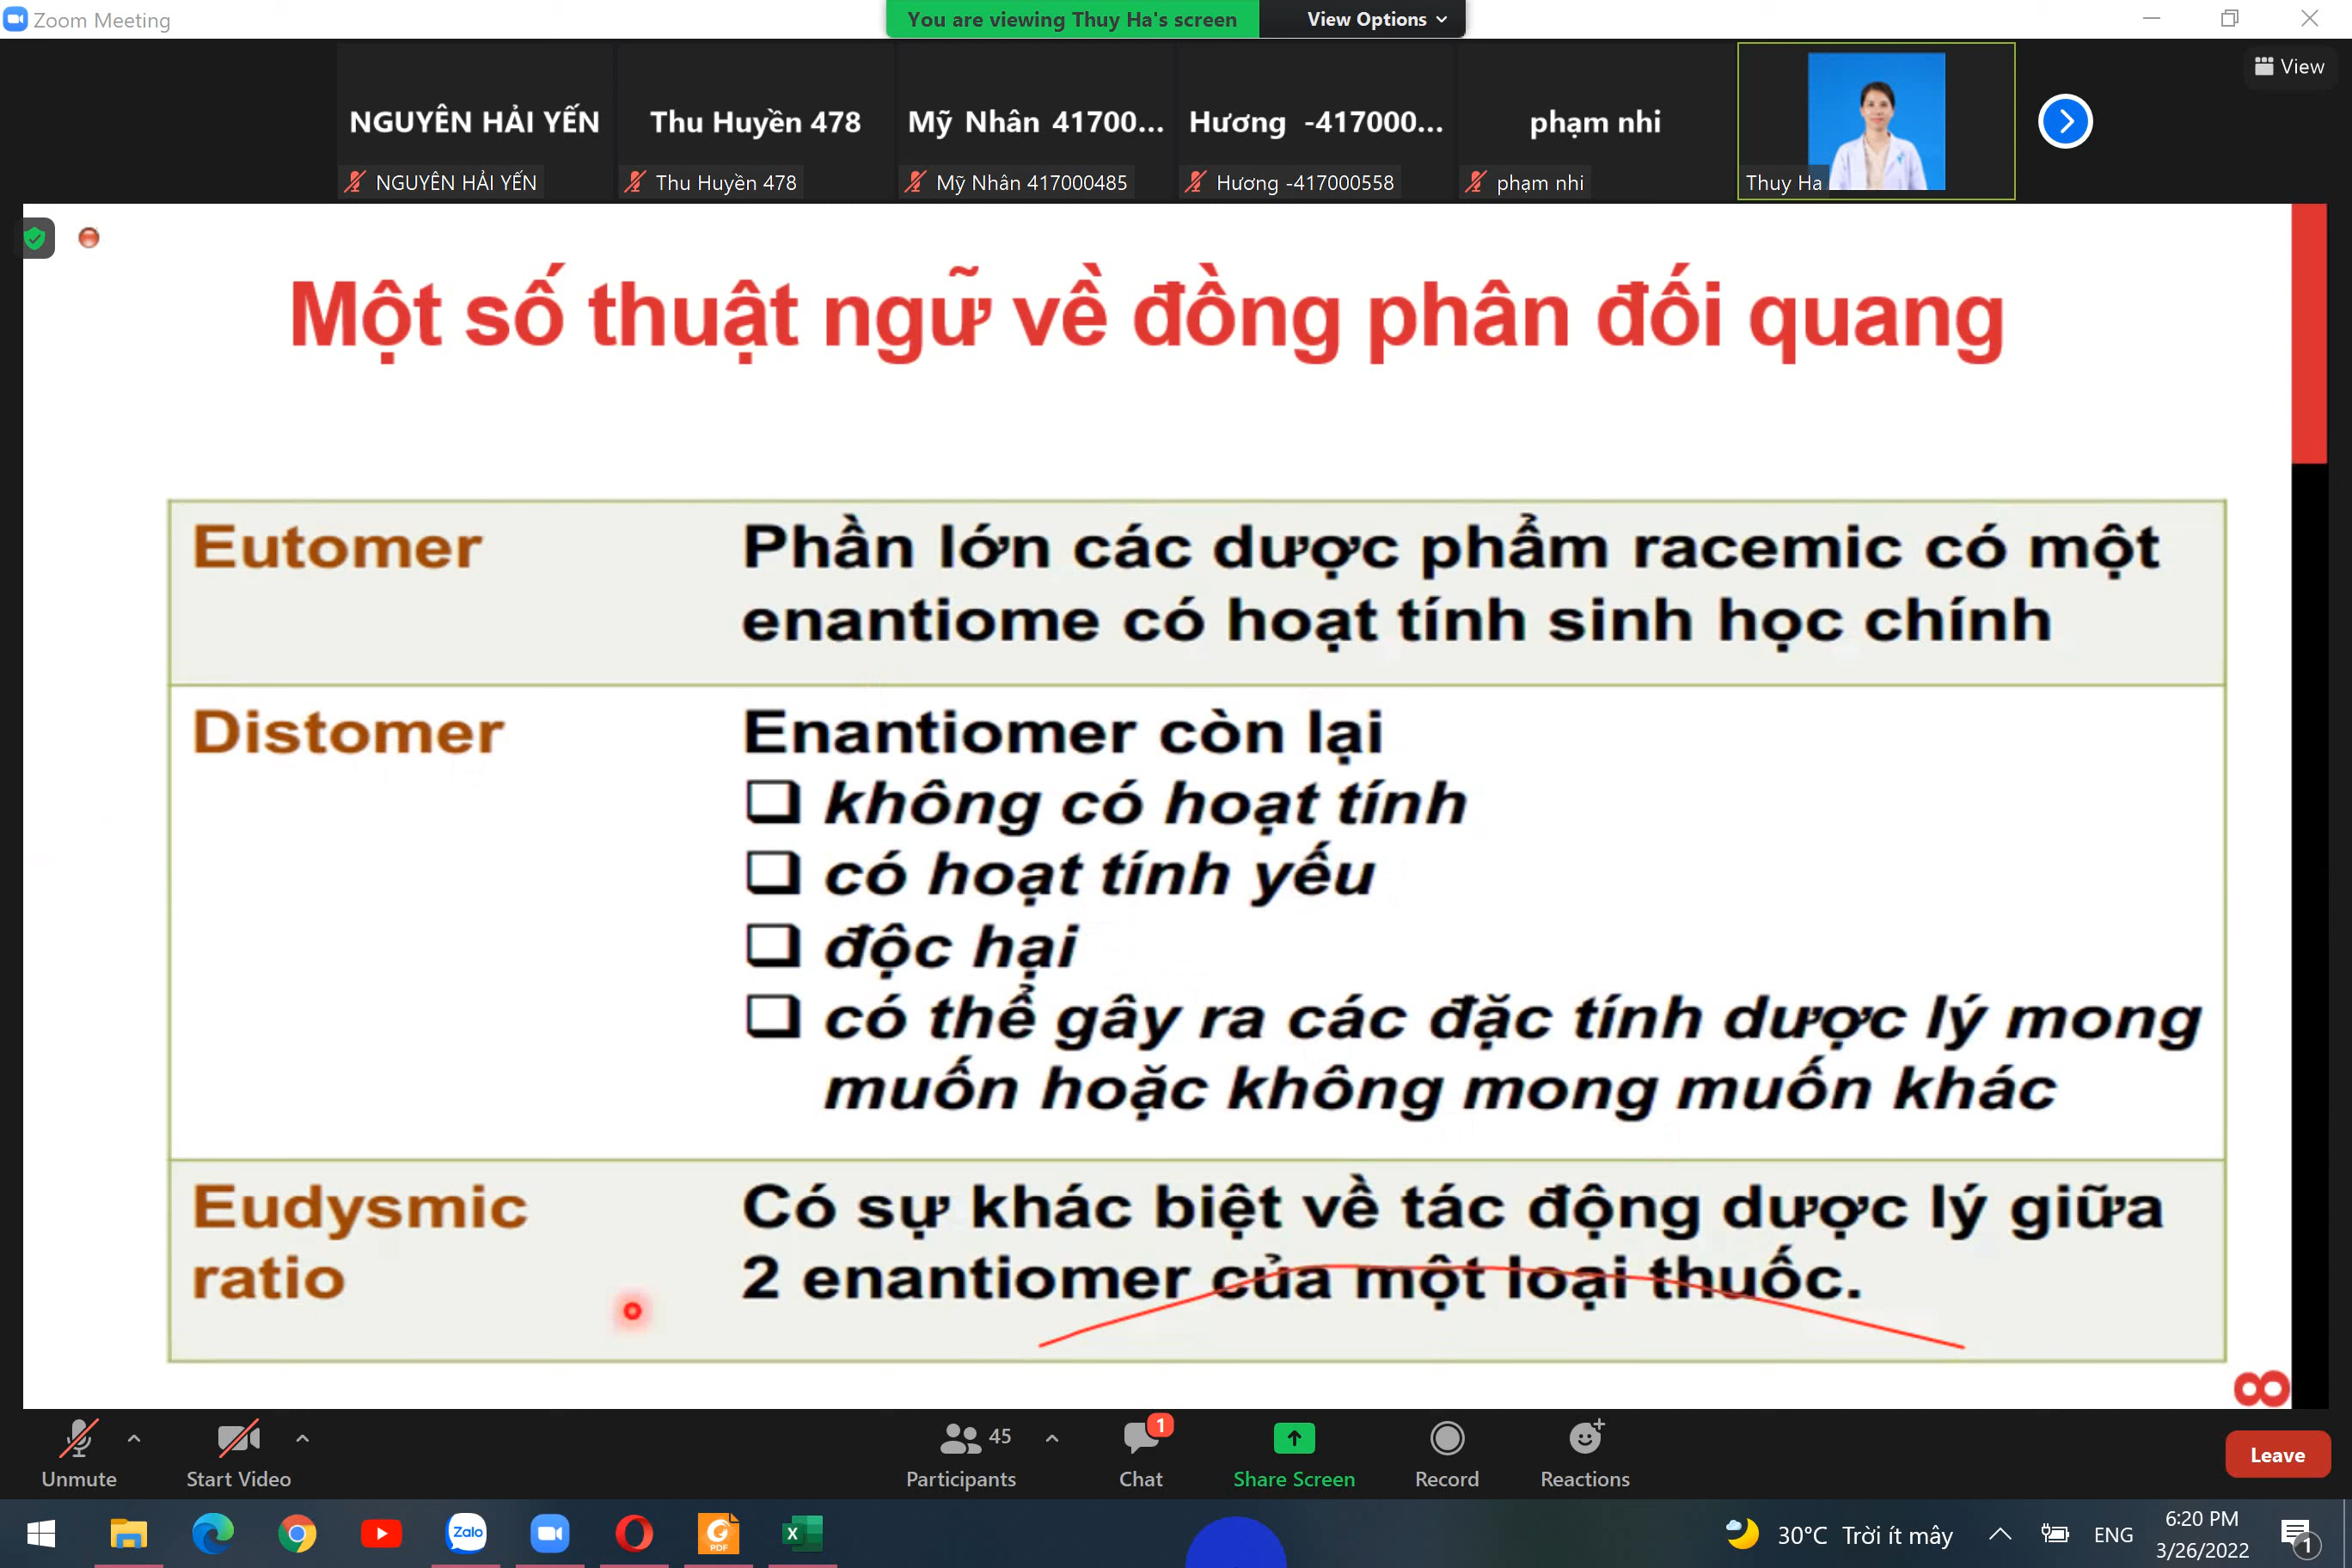 Zoom Meeting
You are viewing Thuy Ha's screen
View Options
View
NGUYÊN HẢI YẾN
Thu Huyền 478
Mỹ Nhân 41700...
Hương -417000...
phạm nhi
NGUYÊN HẢI YẾN
Thu Huyền 478
Mỹ Nhân 417000485
Hương -417000558
phạm nhi
Thuy Ha
Một số thuật ngữ về đồng phân đối quang
Eutomer
Phần lớn các dược phẩm racemic có một
enantiome có hoạt tính sinh học chính
Distomer
Enantiomer còn lại
không có hoạt tính
có hoạt tính yếu
độc hại
có thể gây ra các đặc tính dược lý mong
muốn hoặc không mong muốn khác
Eudysmic
ratio
Có sự khác biệt về tác động dược lý giữa
2 enantiomer của một loại thuốc.
8
Unmute
Start Video
45
Participants
1
Chat
Share Screen
Record
Reactions
Leave
Zalo
PDF
X
30°C Trời ít mây
ENG
6:20 PM
3/26/2022
1